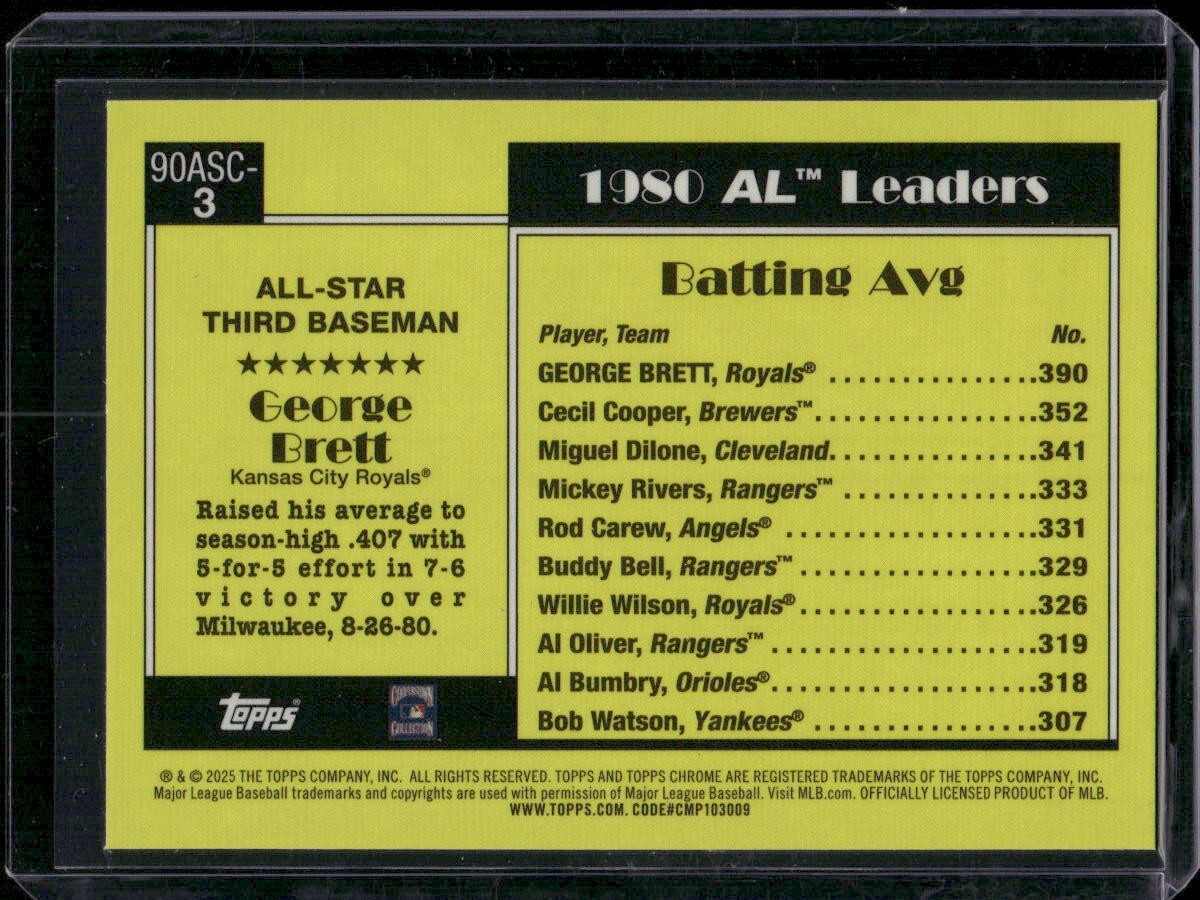 90ASC-
3
ALL-STAR
THIRD BASEMAN
★★★★★★★
George
Brett
Kansas City Royals®
Raised his average to
season-high .407 with
5-for-5 effort in 7-6
victory over
Milwaukee, 8-26-80.
topps®
COOPERSTOWN
COLLECTION
1980 AL™ Leaders
Batting Avg
Player, Team No.
GEORGE BRETT, Royals® ...............390
Cecil Cooper, Brewers™...............352
Miguel Dilone, Cleveland..............341
Mickey Rivers, Rangers™ .............333
Rod Carew, Angels® .................331
Buddy Bell, Rangers™................329
Willie Wilson, Royals®................326
Al Oliver, Rangers™ ..................319
Al Bumbry, Orioles®..................318
Bob Watson, Yankees® ...............307
® & © 2025 THE TOPPS COMPANY, INC. ALL RIGHTS RESERVED. TOPPS AND TOPPS CHROME ARE REGISTERED TRADEMARKS OF THE TOPPS COMPANY, INC.
Major League Baseball trademarks and copyrights are used with permission of Major League Baseball. Visit MLB.com. OFFICIALLY LICENSED PRODUCT OF MLB.
WWW.TOPPS.COM. CODE#CMP103009